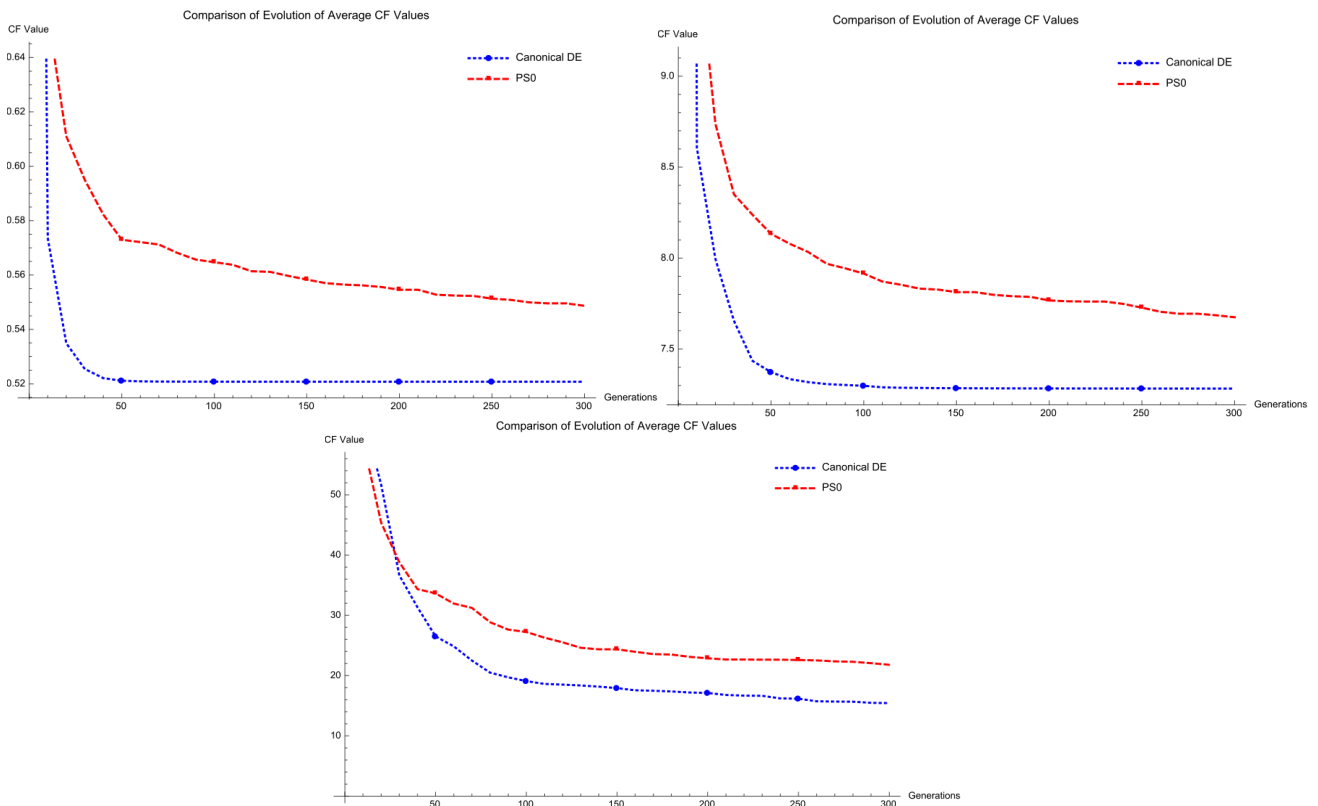 Comparison of Evolution of Average CF Values
CF Value
0.64
0.62
0.60
0.58
0.56
0.54
0.52
50 100 150 200 250 300
Generations
Canonical DE
PS0
Comparison of Evolution of Average CF Values
CF Value
9.0
8.5
8.0
7.5
50 100 150 200 250 300
Generations
Canonical DE
PS0
Comparison of Evolution of Average CF Values
CF Value
50
40
30
20
10
50 100 150 200 250 300
Generations
Canonical DE
PS0